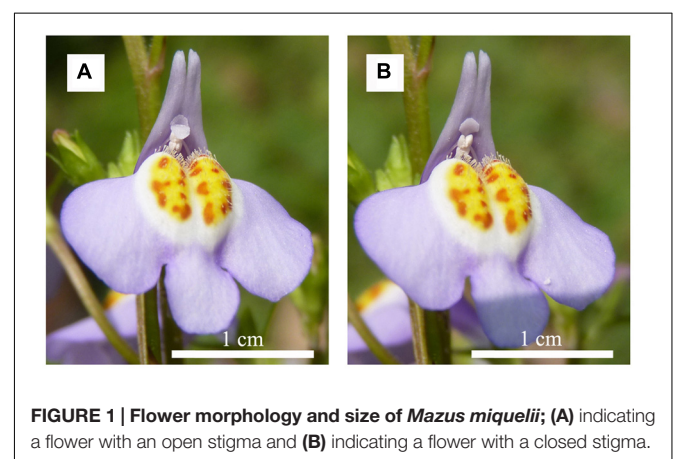 A
B
1 cm
1 cm
FIGURE 1 | Flower morphology and size of Mazus miquelii; (A) indicating
a flower with an open stigma and (B) indicating a flower with a closed stigma.